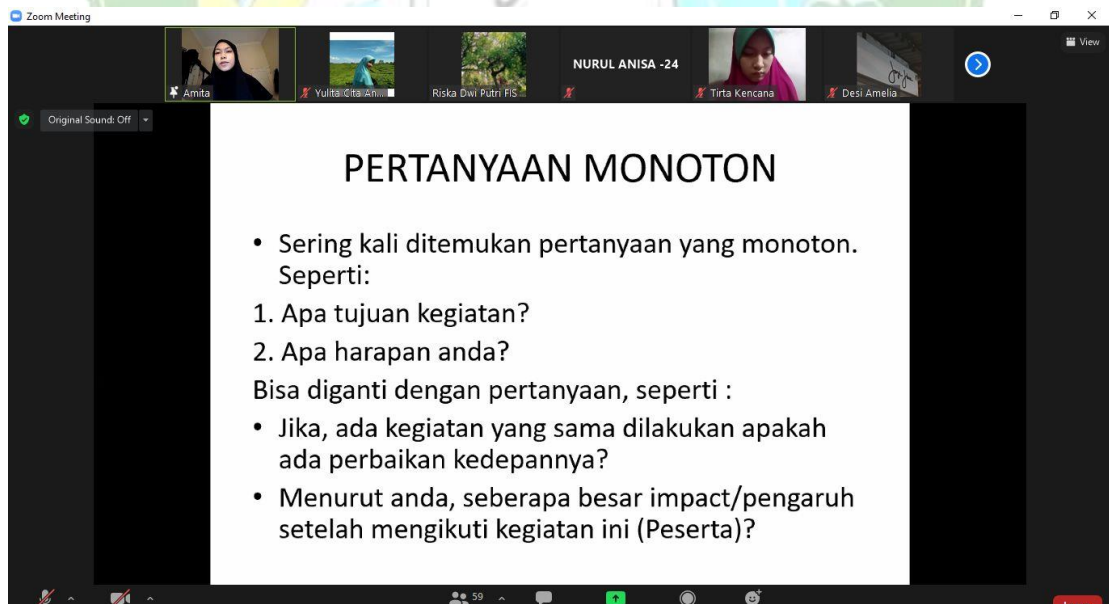 Zoom Meeting
View
Amita
Yulita Cita An...
Riska Dwi Putri FIS
NURUL ANISA -24
Tirta Kencana
Desi Amelia
Original Sound: Off
PERTANYAAN MONOTON
• Sering kali ditemukan pertanyaan yang monoton.
Seperti:
1. Apa tujuan kegiatan?
2. Apa harapan anda?
Bisa diganti dengan pertanyaan, seperti :
• Jika, ada kegiatan yang sama dilakukan apakah
ada perbaikan kedepannya?
• Menurut anda, seberapa besar impact/pengaruh
setelah mengikuti kegiatan ini (Peserta)?
59